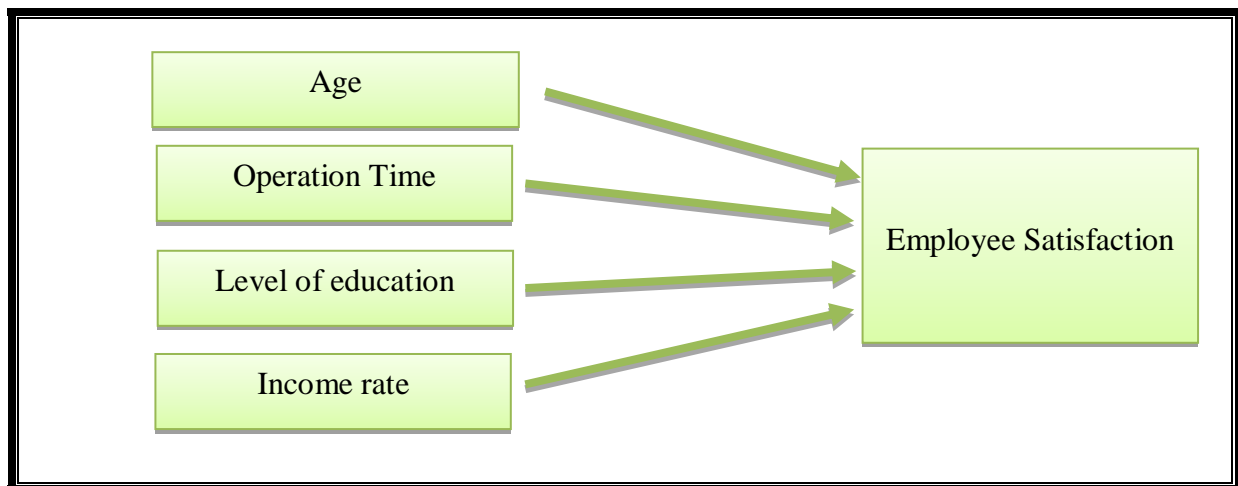 Age
Operation Time
Level of education
Income rate
Employee Satisfaction